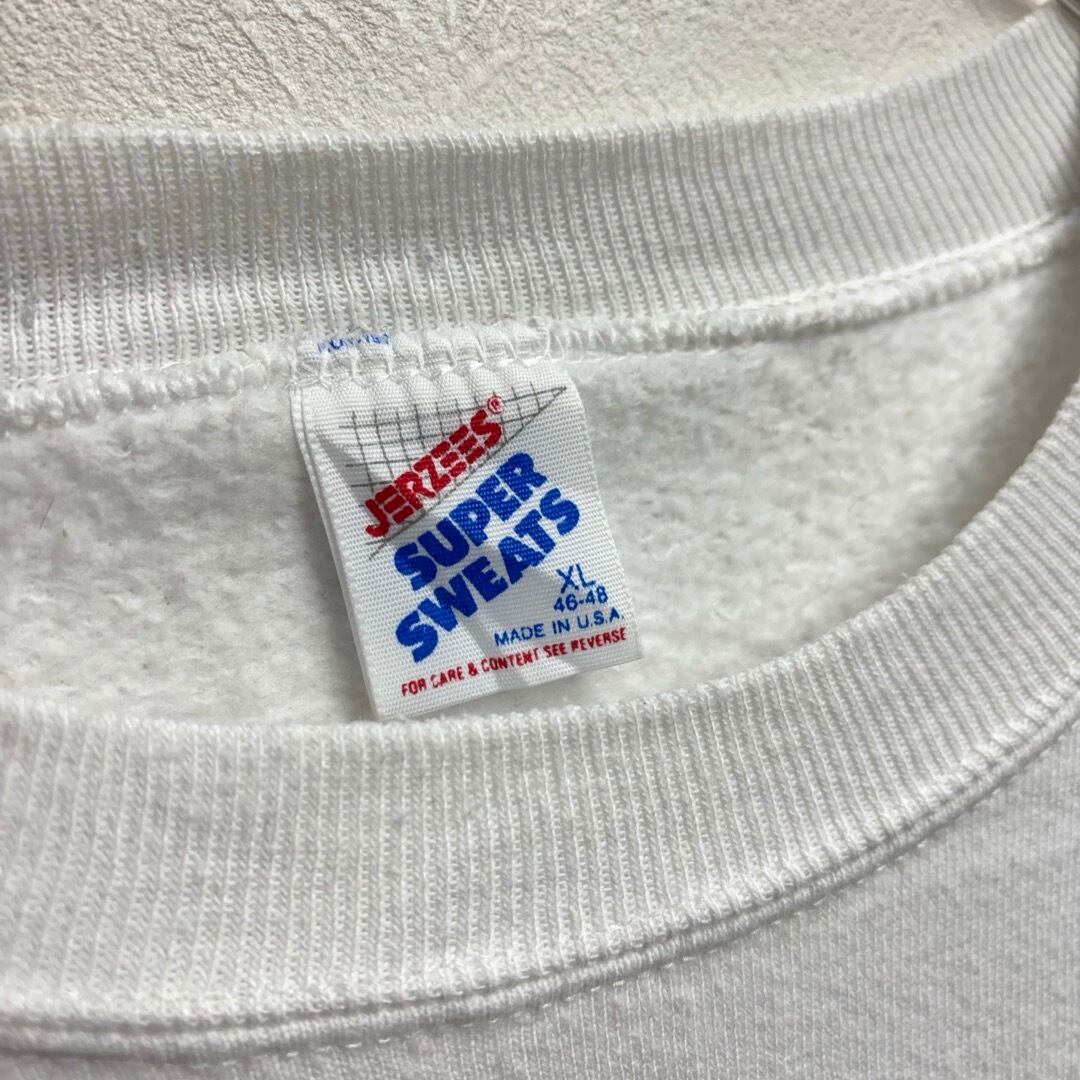 JERZEES®
SUPER
SWEATS
XL
46-48
MADE IN U.S.A.
FOR CARE & CONTENT SEE REVERSE